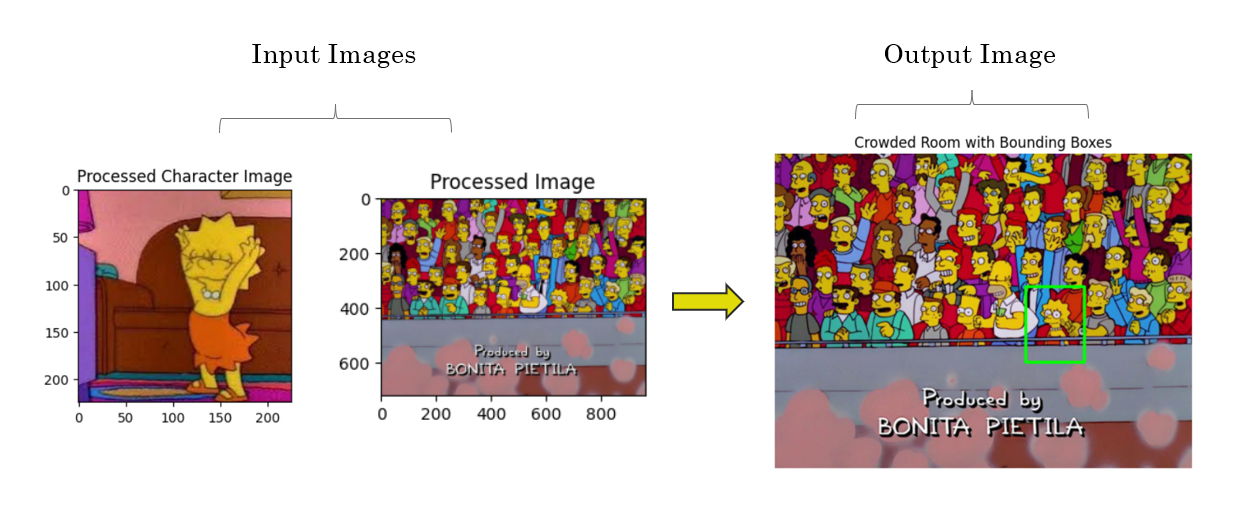 Input Images
Output Image
Processed Character Image
0
50
100
150
200
0
50
100
150
200
Processed Image
0
200
400
600
0
200
400
600
800
Produced by
BONITA PIETILA
Crowded Room with Bounding Boxes
Produced by
BONITA PIETILA